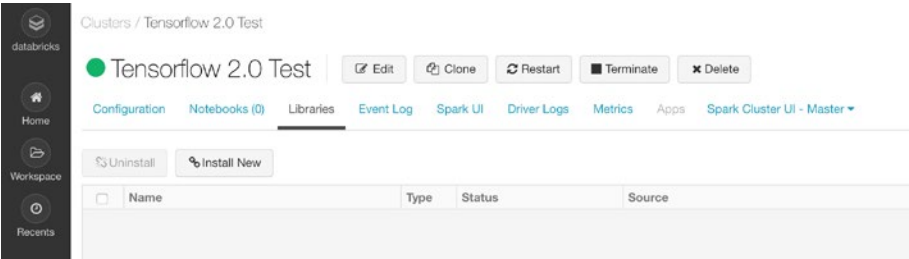 databricks
Home
Workspace
Recents
Clusters / Tensorflow 2.0 Test
Tensorflow 2.0 Test Edit Clone Restart Terminate Delete
Configuration Notebooks (0) Libraries Event Log Spark UI Driver Logs Metrics Apps Spark Cluster UI - Master
Uninstall Install New
Name Type Status Source